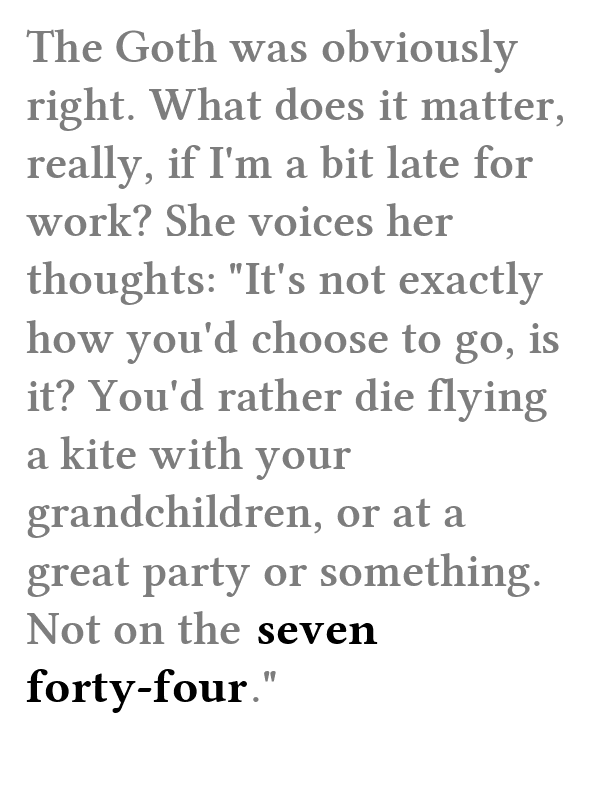 The Goth was obviously
right. What does it matter,
really, if I'm a bit late for
work? She voices her
thoughts: "It's not exactly
how you'd choose to go, is
it? You'd rather die flying
a kite with your
grandchildren, or at a
great party or something.
Not on the seven
forty-four."